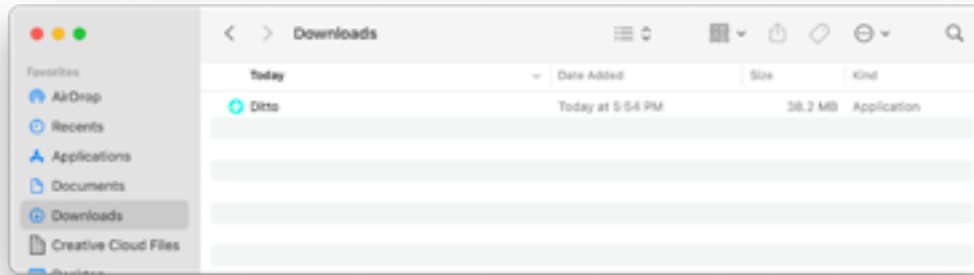 Downloads
Favorites
AirDrop
Recents
Applications
Documents
Downloads
Creative Cloud Files
Desktop
Today Date Added Size Kind
Ditto Today at 5:54 PM 38.2 MB Application